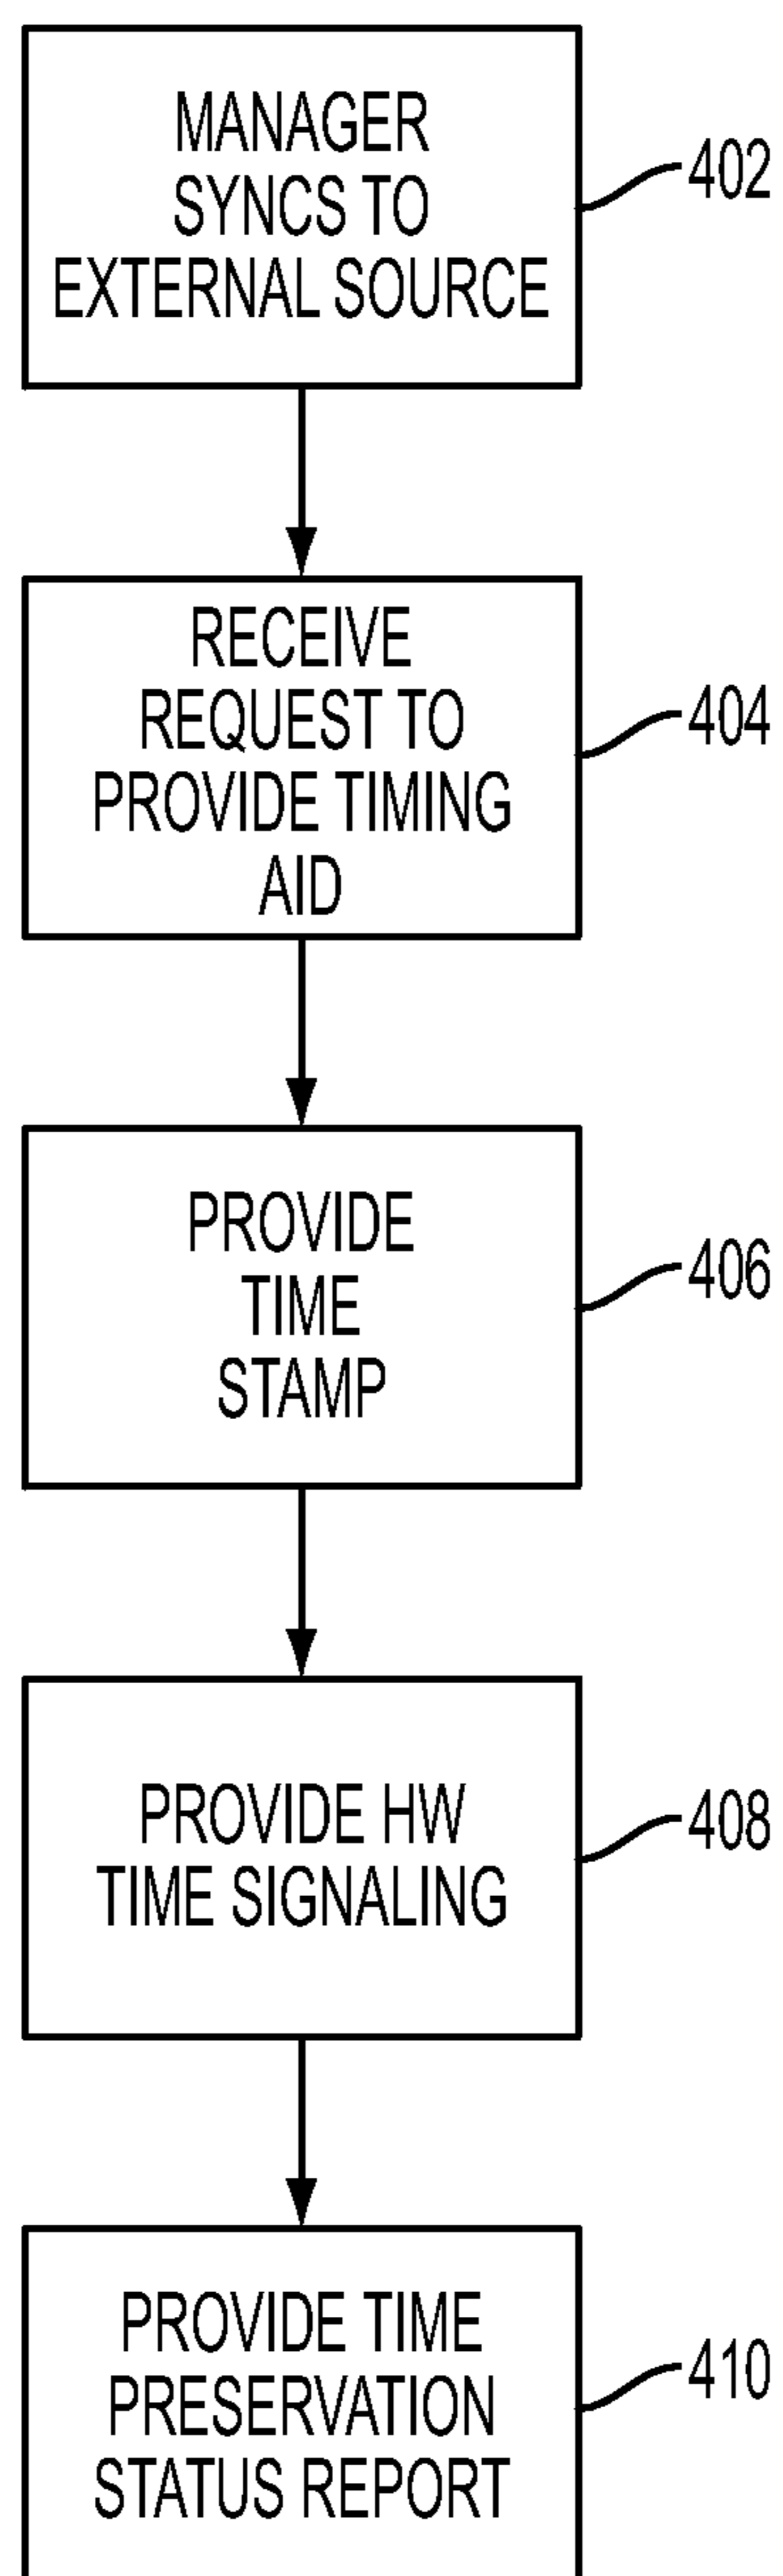 MANAGER
SYNCS TO
EXTERNAL SOURCE
402
RECEIVE
REQUEST TO
PROVIDE TIMING
AID
404
PROVIDE
TIME
STAMP
406
PROVIDE HW
TIME SIGNALING
408
PROVIDE TIME
PRESERVATION
STATUS REPORT
410